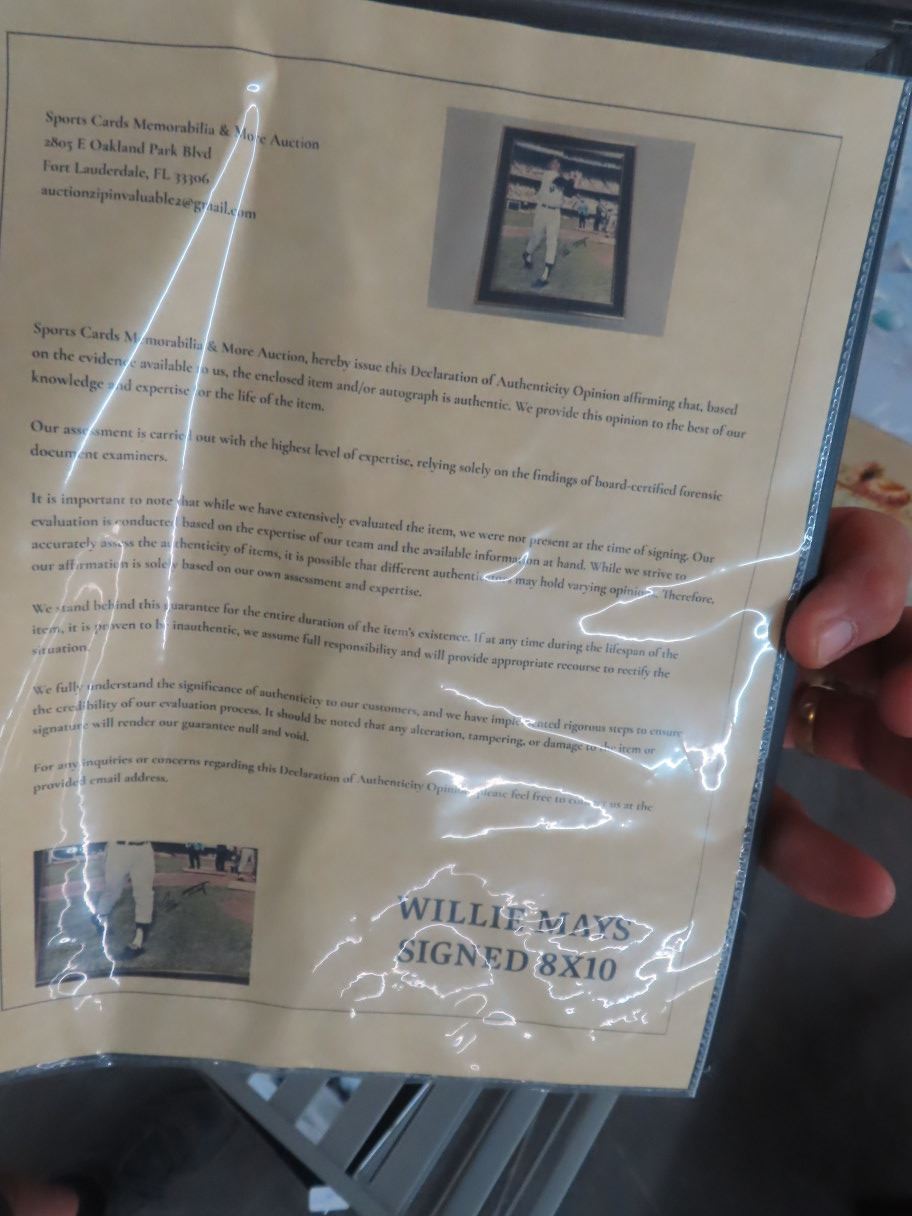 Sports Cards Memorabilia & More Auction
2805 E Oakland Park Blvd
Fort Lauderdale, FL 33306
auctionzipinvaluable2@gmail.com
Sports Cards Memorabilia & More Auction, hereby issue this Declaration of Authenticity Opinion affirming that, based
on the evidence available to us, the enclosed item and/or autograph is authentic. We provide this opinion to the best of our
knowledge and expertise for the life of the item.
Our assessment is carried out with the highest level of expertise, relying solely on the findings of board-certified forensic
document examiners.
It is important to note that while we have extensively evaluated the item, we were not present at the time of signing. Our
evaluation is conducted based on the expertise of our team and the available information at hand. While we strive to
accurately assess the authenticity of items, it is possible that different authenticators may hold varying opinions. Therefore,
our affirmation is solely based on our own assessment and expertise.
We stand behind this guarantee for the entire duration of the item's existence. If at any time during the lifespan of the
item, it is proven to be inauthentic, we assume full responsibility and will provide appropriate recourse to rectify the
situation.
We fully understand the significance of authenticity to our customers, and we have implemented rigorous steps to ensure
the credibility of our evaluation process. It should be noted that any alteration, tampering, or damage to the item or
signature will render our guarantee null and void.
For any inquiries or concerns regarding this Declaration of Authenticity Opinion, please feel free to contact us at the
provided email address.
WILLIE MAYS
SIGNED 8X10